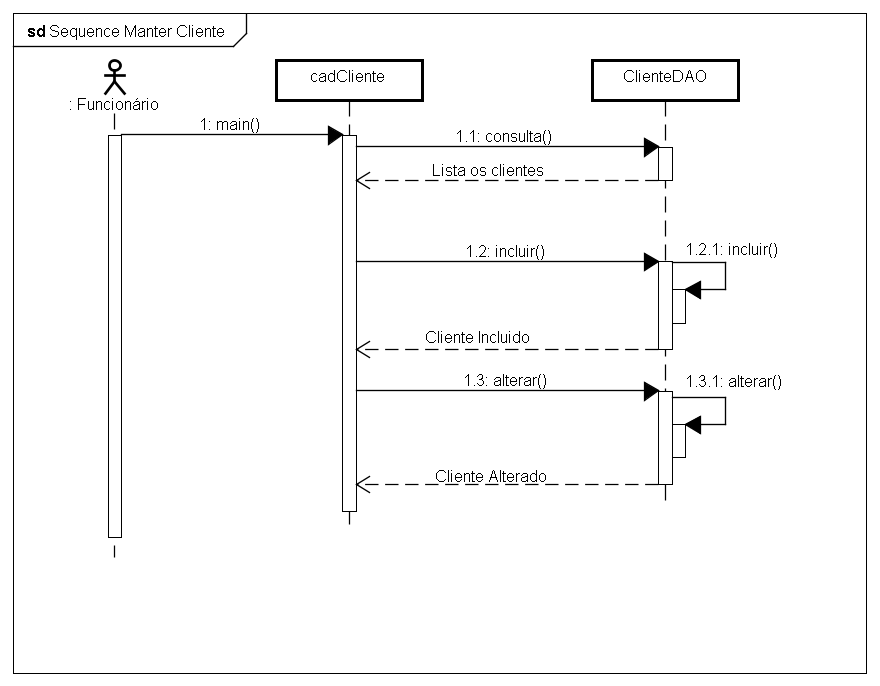 sd Sequence Manter Cliente
cadCliente
ClienteDAO
: Funcionário
1: main()
1.1: consulta()
Lista os clientes
1.2: incluir()
1.2.1: incluir()
Cliente Incluido
1.3: alterar()
1.3.1: alterar()
Cliente Alterado